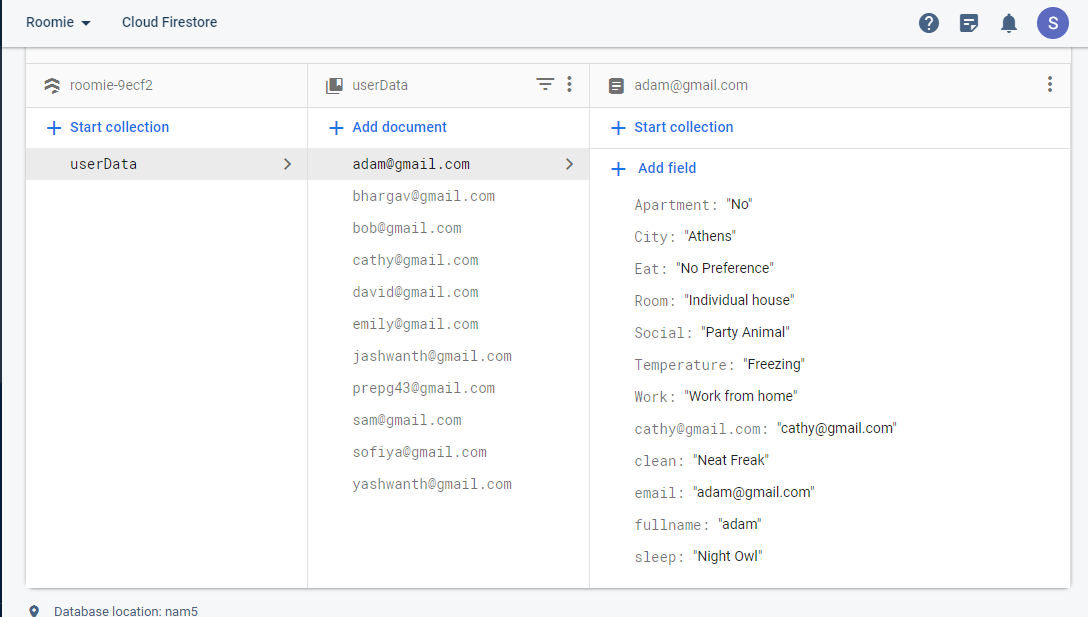 Roomie Cloud Firestore S
roomie-9ecf2
Start collection
userData
userData
Add document
adam@gmail.com
bhargav@gmail.com
bob@gmail.com
cathy@gmail.com
david@gmail.com
emily@gmail.com
jashwanth@gmail.com
prepg43@gmail.com
sam@gmail.com
sofiya@gmail.com
yashwanth@gmail.com
adam@gmail.com
Start collection
Add field
Apartment: "No"
City: "Athens"
Eat: "No Preference"
Room: "Individual house"
Social: "Party Animal"
Temperature: "Freezing"
Work: "Work from home"
cathy@gmail.com: "cathy@gmail.com"
clean: "Neat Freak"
email: "adam@gmail.com"
fullname: "adam"
sleep: "Night Owl"
Database location: nam5